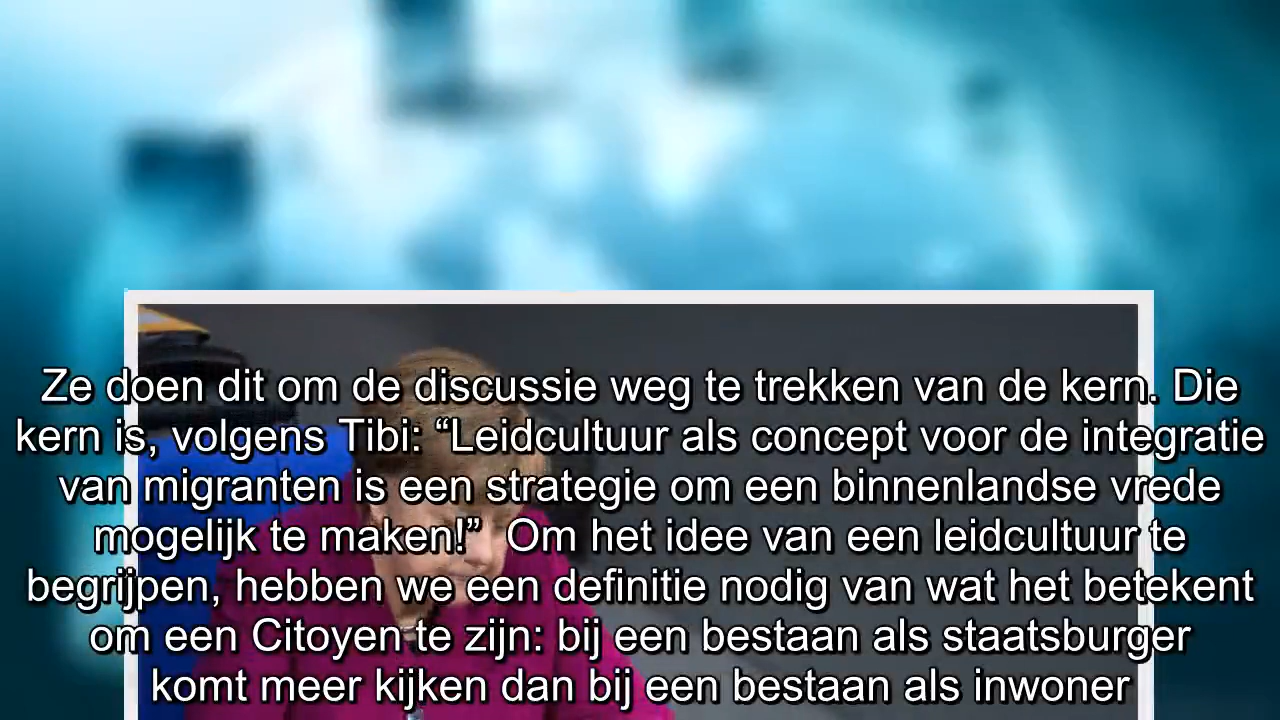 Ze doen dit om de discussie weg te trekken van de kern. Die
kern is, volgens Tibi: “Leidcultuur als concept voor de integratie
van migranten is een strategie om een binnenlandse vrede
mogelijk te maken!”  Om het idee van een leidcultuur te
begrijpen, hebben we een definitie nodig van wat het betekent
om een Citoyen te zijn: bij een bestaan als staatsburger
komt meer kijken dan bij een bestaan als inwoner